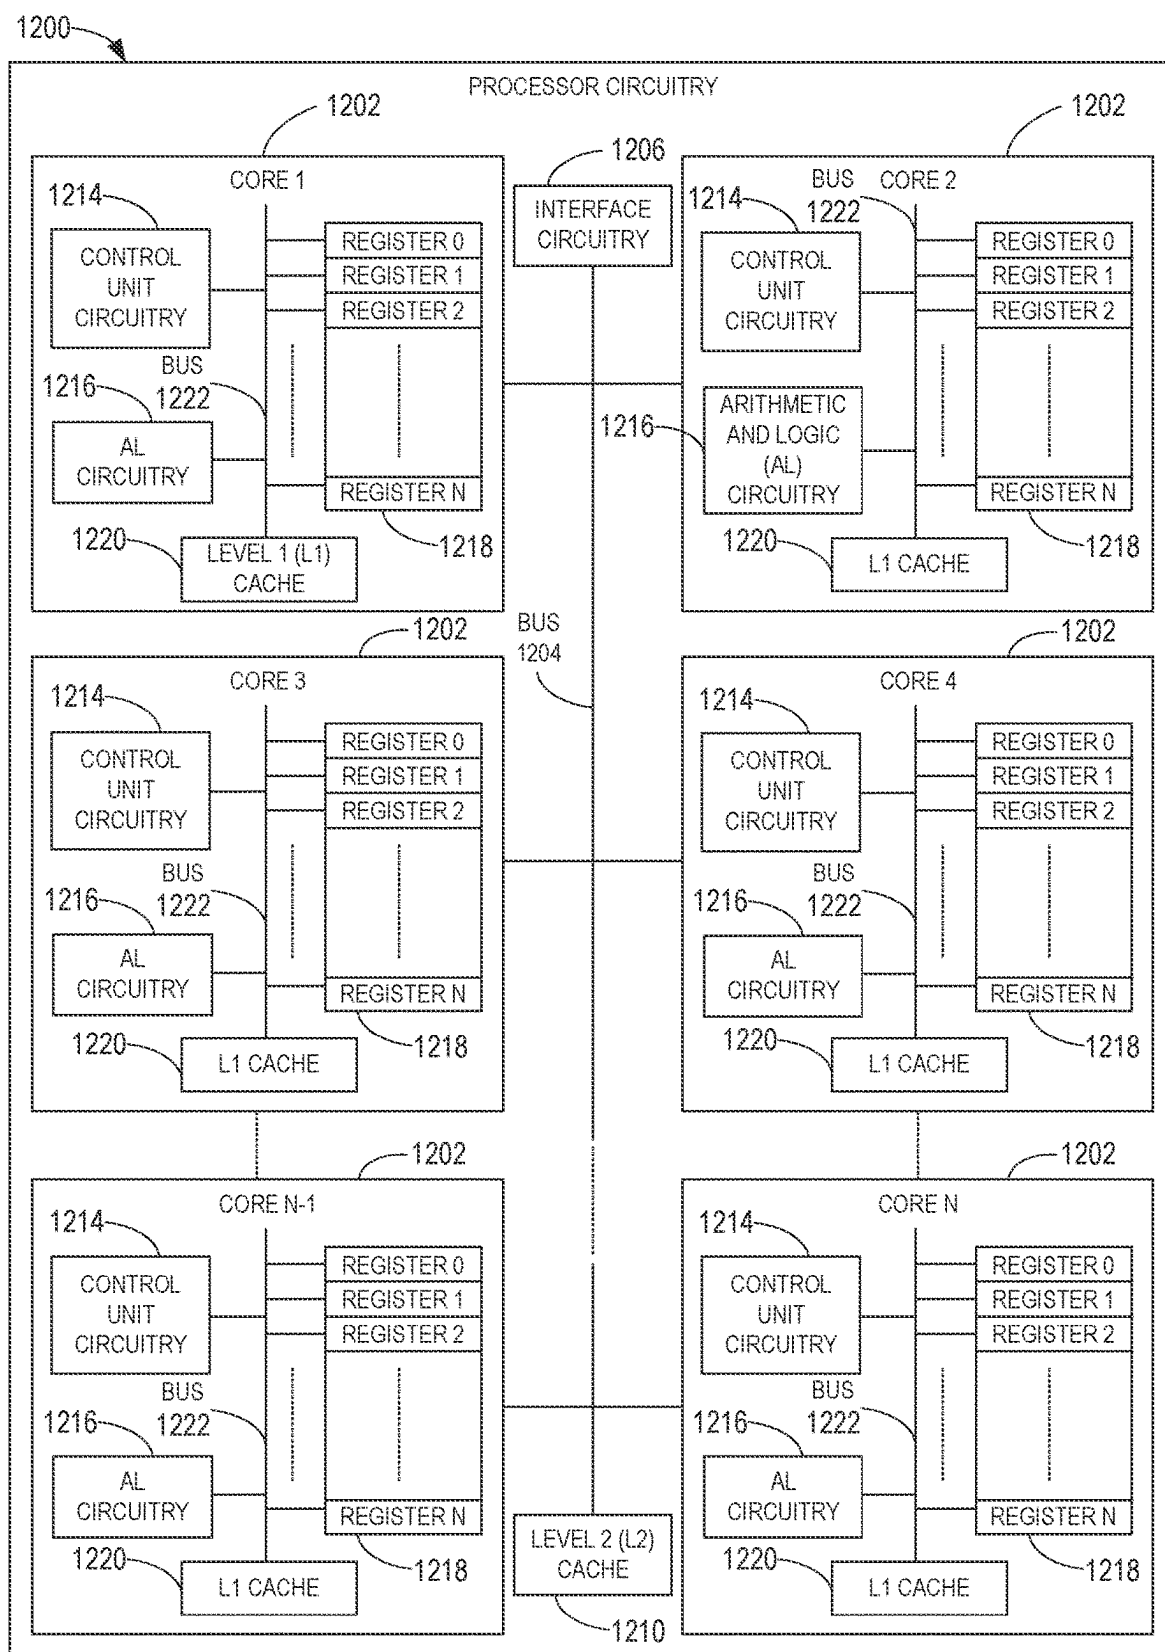 1200
PROCESSOR CIRCUITRY
1202
CORE 1
1214
CONTROL
UNIT
CIRCUITRY
REGISTER 0
REGISTER 1
REGISTER 2
BUS
1222
1216
AL
CIRCUITRY
REGISTER N
1218
1220
LEVEL 1 (L1)
CACHE
1206
INTERFACE
CIRCUITRY
1202
BUS
1222
CORE 2
1214
CONTROL
UNIT
CIRCUITRY
REGISTER 0
REGISTER 1
REGISTER 2
1216
ARITHMETIC
AND LOGIC
(AL)
CIRCUITRY
REGISTER N
1218
1220
L1 CACHE
BUS
1204
1202
CORE 3
1214
CONTROL
UNIT
CIRCUITRY
REGISTER 0
REGISTER 1
REGISTER 2
BUS
1222
1216
AL
CIRCUITRY
REGISTER N
1218
1220
L1 CACHE
1202
CORE 4
1214
CONTROL
UNIT
CIRCUITRY
REGISTER 0
REGISTER 1
REGISTER 2
BUS
1222
1216
AL
CIRCUITRY
REGISTER N
1218
1220
L1 CACHE
1202
CORE N-1
1214
CONTROL
UNIT
CIRCUITRY
REGISTER 0
REGISTER 1
REGISTER 2
BUS
1222
1216
AL
CIRCUITRY
REGISTER N
1218
1220
L1 CACHE
LEVEL 2 (L2)
CACHE
1210
1202
CORE N
1214
CONTROL
UNIT
CIRCUITRY
REGISTER 0
REGISTER 1
REGISTER 2
BUS
1222
1216
AL
CIRCUITRY
REGISTER N
1218
1220
L1 CACHE